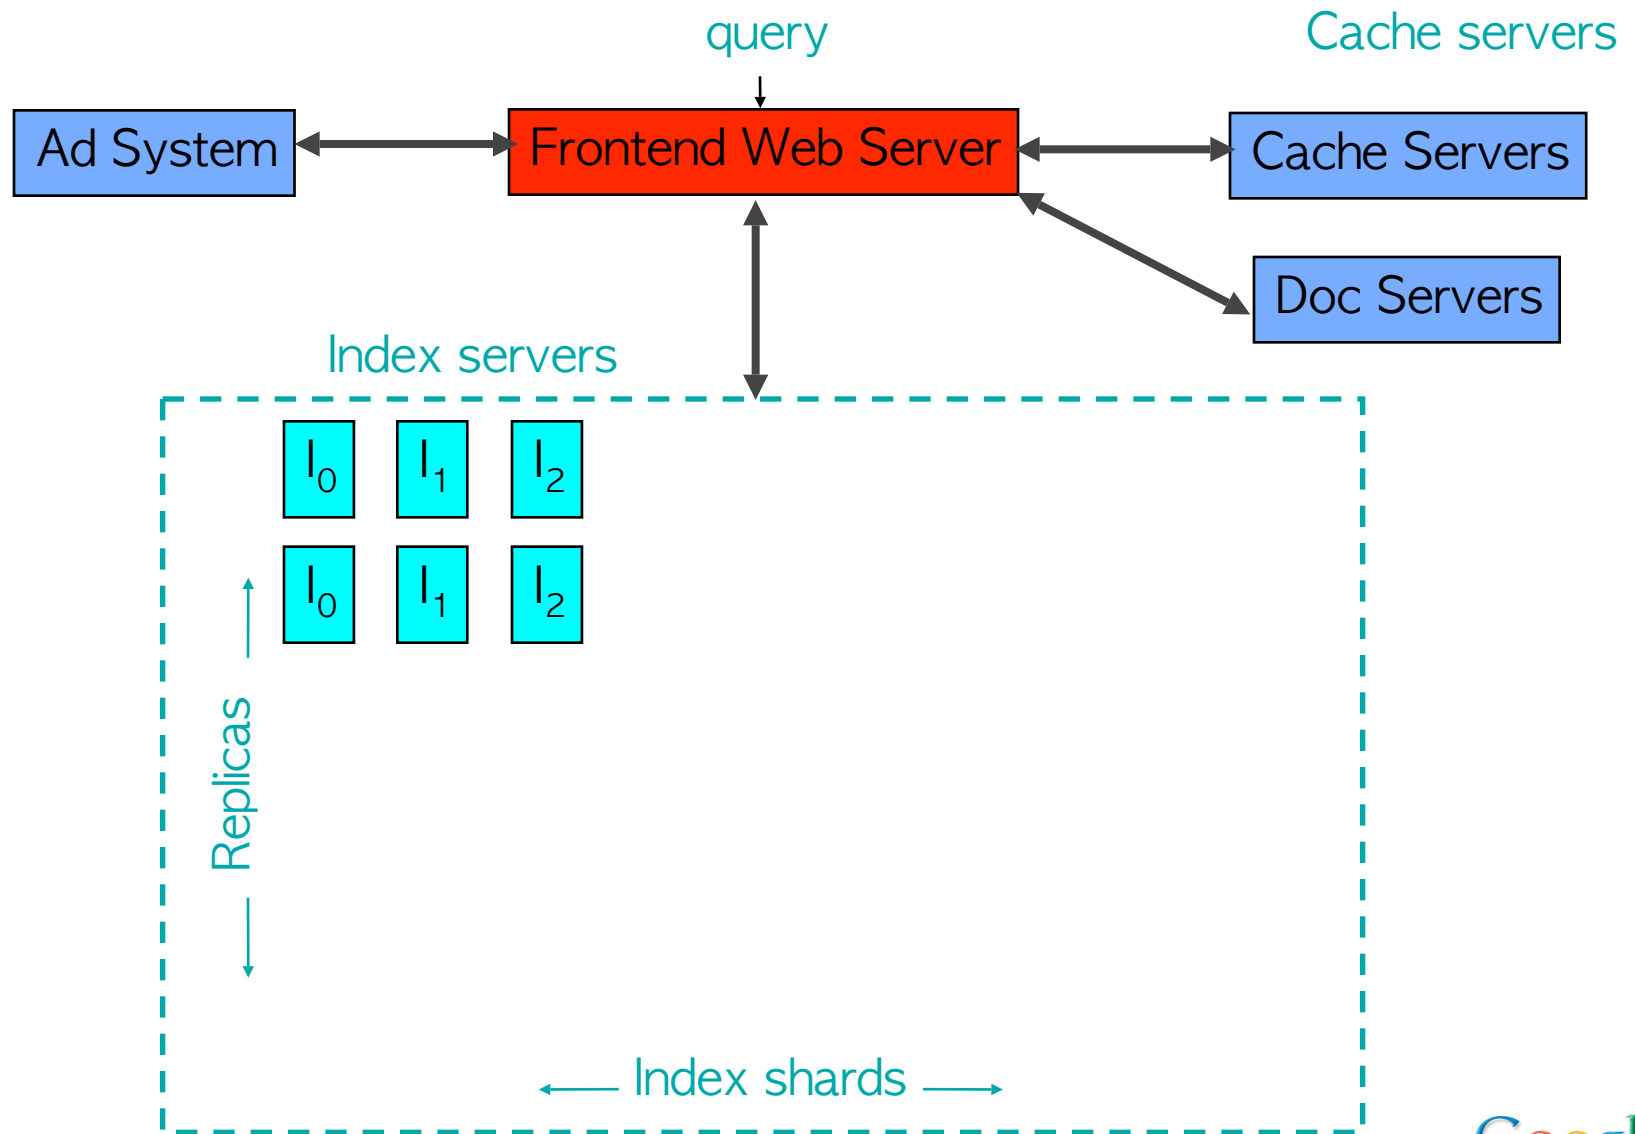 query
Cache servers
Ad System
Frontend Web Server
Cache Servers
Doc Servers
Index servers
I0 I1 I2
I0 I1 I2
Replicas
Index shards